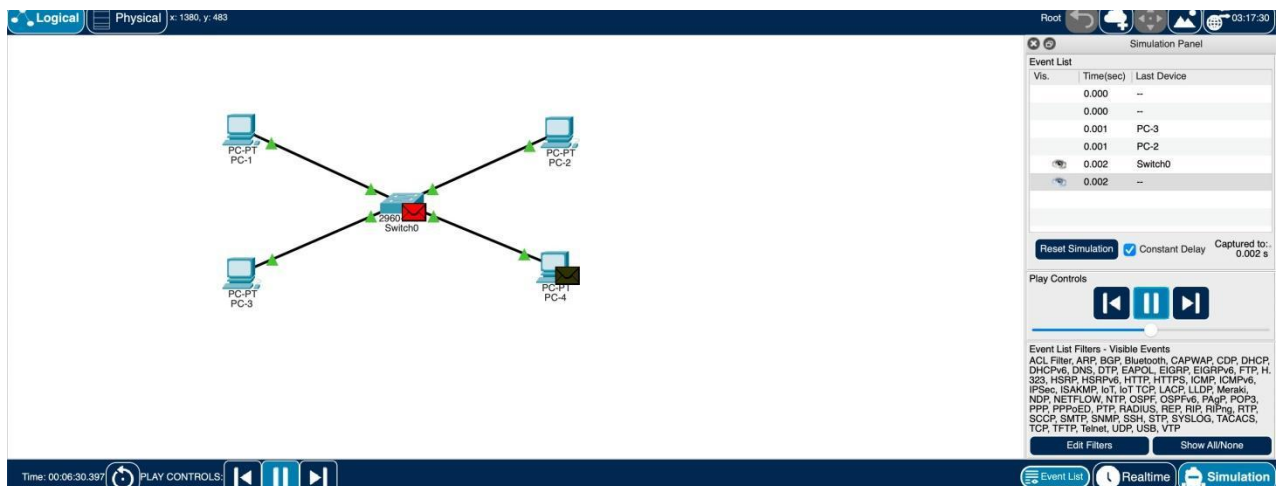 Logical Physical x: 1380, y: 483 Root 03:17:30
Simulation Panel
Event List
Vis. Time(sec) Last Device
0.000 --
0.000 --
0.001 PC-3
0.001 PC-2
0.002 Switch0
0.002 --
PC-PT
PC-1
PC-PT
PC-2
2960
Switch0
PC-PT
PC-3
PC-PT
PC-4
Reset Simulation Constant Delay Captured to:.
0.002 s
Play Controls
Event List Filters - Visible Events
ACL Filter, ARP, BGP, Bluetooth, CAPWAP, CDP, DHCP,
DHCPv6, DNS, DTP, EAPOL, EIGRP, EIGRPv6, FTP, H.
323, HSRP, HSRPv6, HTTP, HTTPS, ICMP, ICMPv6,
IPSec, ISAKMP, IoT, IoT TCP, LACP, LLDP, Meraki,
NDP, NETFLOW, NTP, OSPF, OSPFv6, PAgP, POP3,
PPP, PPPoED, PTP, RADIUS, REP, RIP, RIPng, RTP,
SCCP, SMTP, SNMP, SSH, STP, SYSLOG, TACACS,
TCP, TFTP, Telnet, UDP, USB, VTP
Edit Filters Show All/None
Time: 00:06:30.397 PLAY CONTROLS: Event List Realtime Simulation